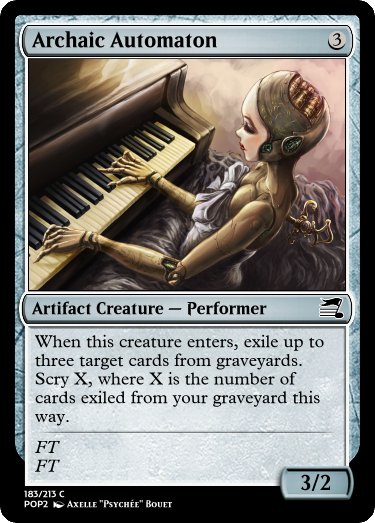 Archaic Automaton 3
Artifact Creature — Performer
When this creature enters, exile up to
three target cards from graveyards.
Scry X, where X is the number of
cards exiled from your graveyard this
way.
FT
FT
3/2
183/213 C
POP2 Axelle "Psychée" Bouet